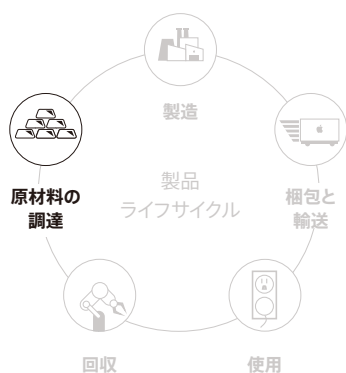 製造
原材料の
調達
製品
ライフサイクル
梱包と
輸送
回収
使用